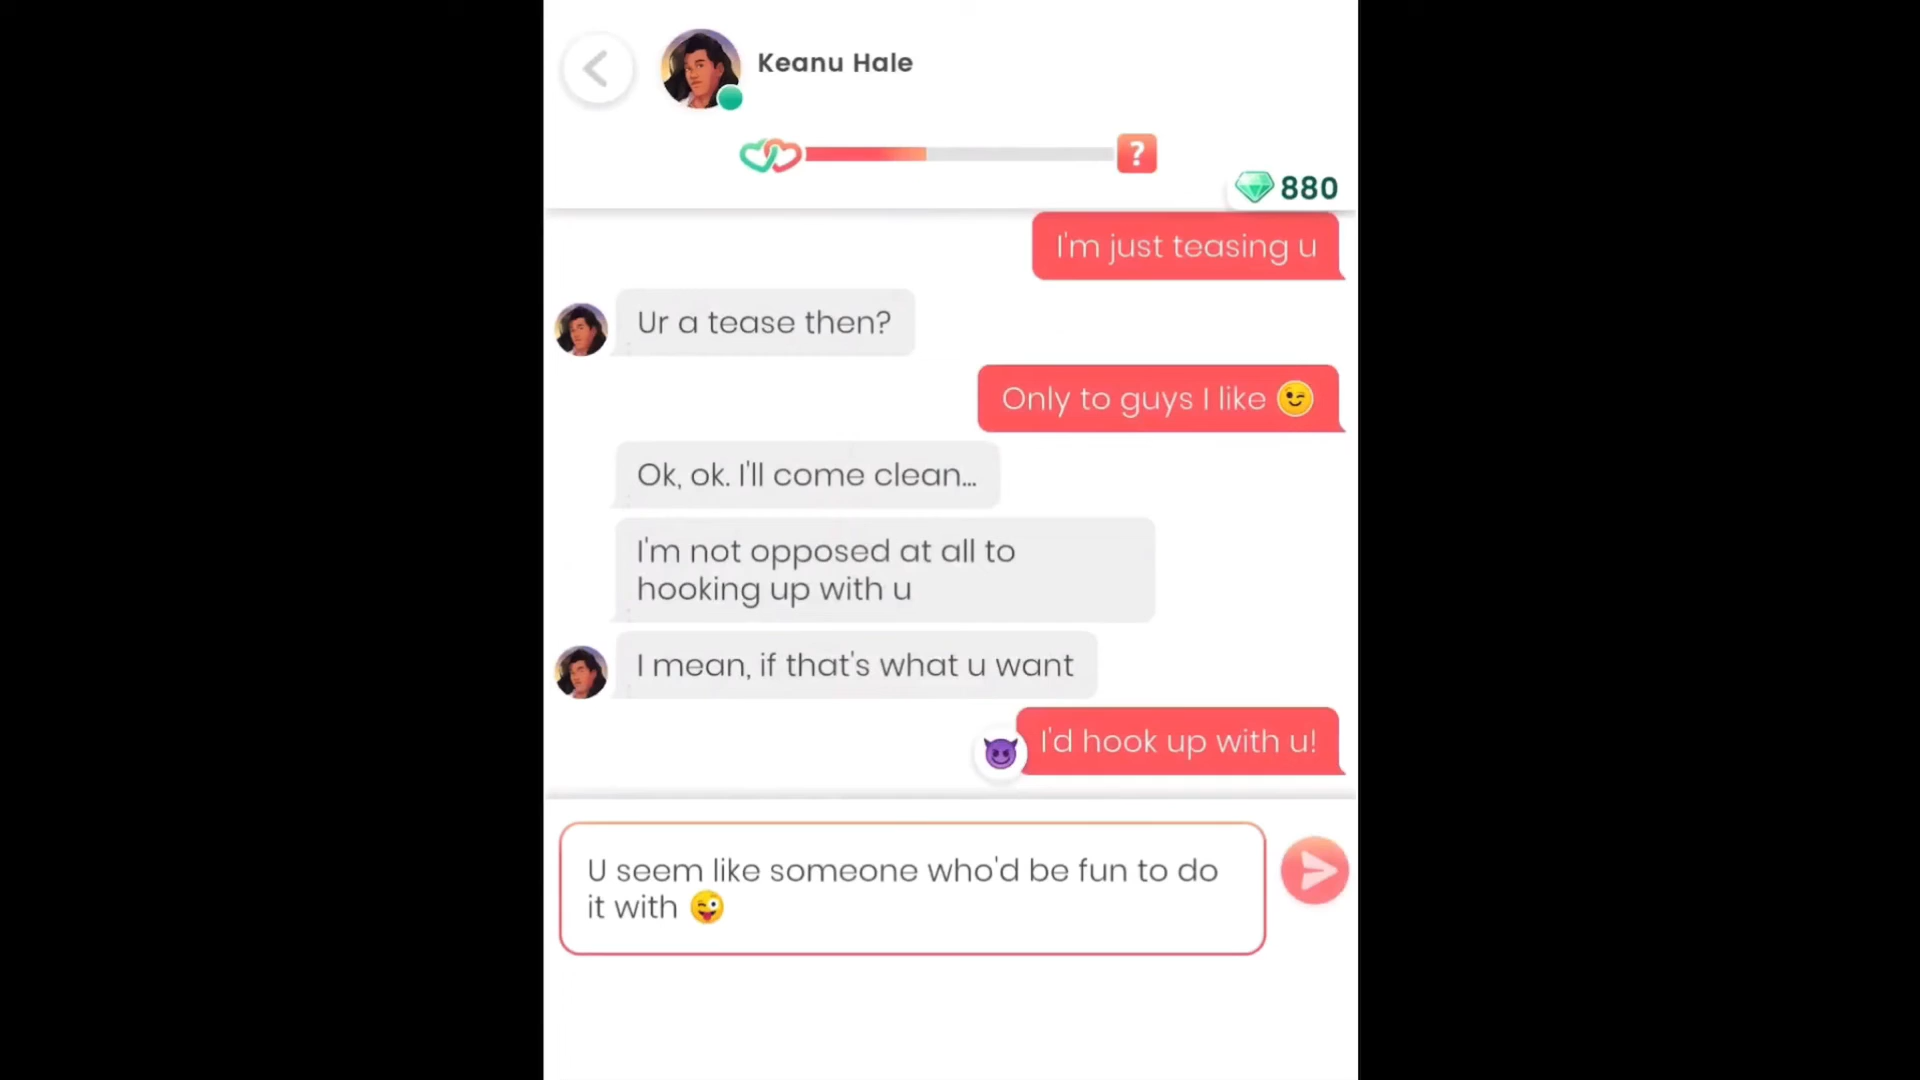 Keanu Hale
?
880
I'm just teasing u
Ur a tease then?
Only to guys I like 😉
Ok, ok. I'll come clean...
I'm not opposed at all to
hooking up with u
I mean, if that's what u want
😈 I'd hook up with u!
U seem like someone who'd be fun to do
it with 😜